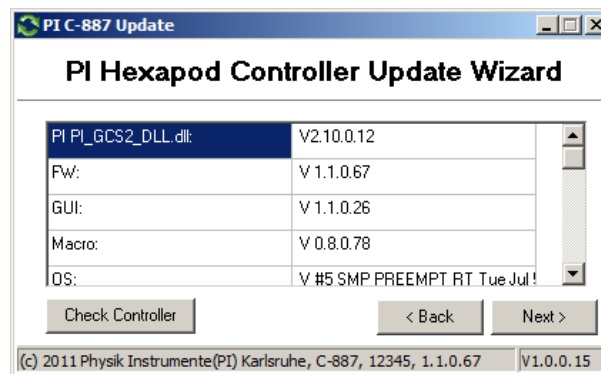 PI C-887 Update
PI Hexapod Controller Update Wizard
PI PI_GCS2_DLL.dll: V2.10.0.12
FW: V 1.1.0.67
GUI: V 1.1.0.26
Macro: V 0.8.0.78
OS: V #5 SMP PREEMPT RT Tue Jul
Check Controller < Back Next >
(c) 2011 Physik Instrumente(PI) Karlsruhe, C-887, 12345, 1.1.0.67 V1.0.0.15